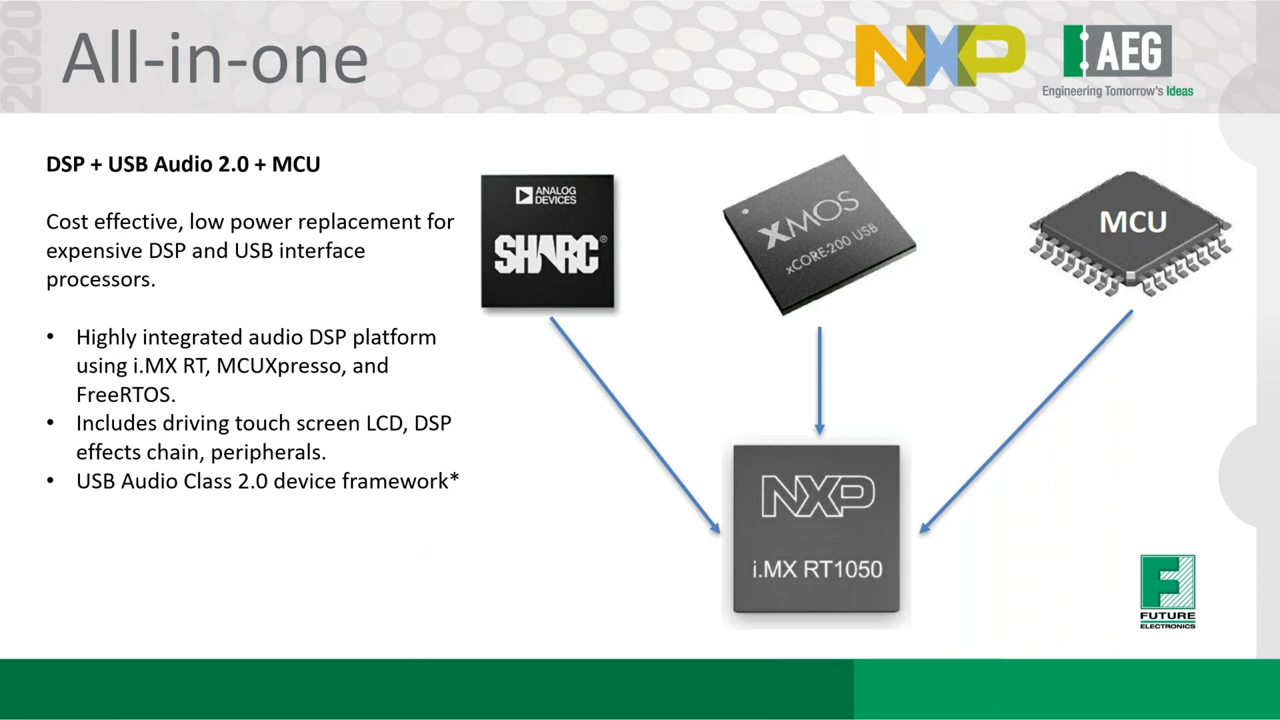 2020
All-in-one
NXP
AEG
Engineering Tomorrow's Ideas
DSP + USB Audio 2.0 + MCU
Cost effective, low power replacement for
expensive DSP and USB interface
processors.
• Highly integrated audio DSP platform
using i.MX RT, MCUXpresso, and
FreeRTOS.
• Includes driving touch screen LCD, DSP
effects chain, peripherals.
• USB Audio Class 2.0 device framework*
ANALOG
DEVICES
SHARC®
XMOS
xCORE-200 USB
MCU
NXP
i.MX RT1050
F
FUTURE
ELECTRONICS